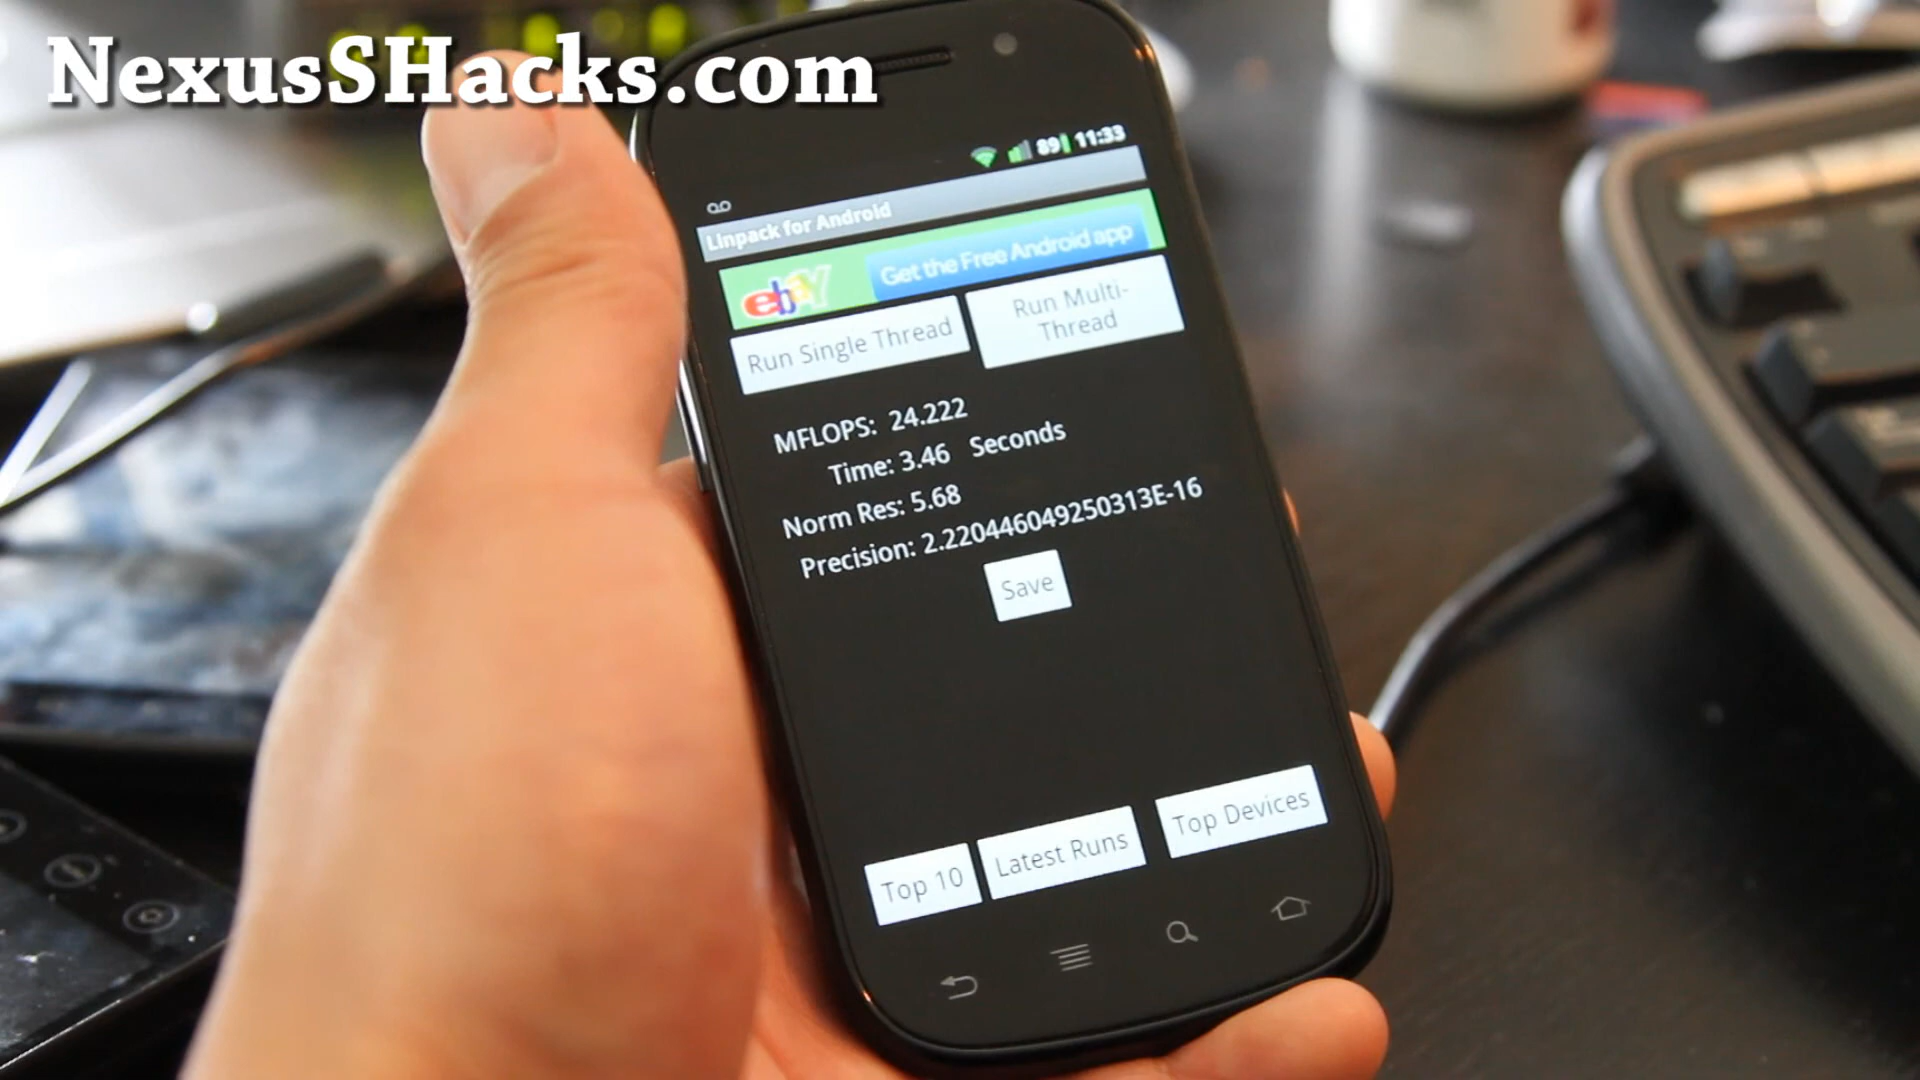 NexusSHacks.com
89 11:33
Linpack for Android
ebay Get the Free Android app
Run Single Thread
Run Multi-
Thread
MFLOPS: 24.222
Time: 3.46 Seconds
Norm Res: 5.68
Precision: 2.220446049250313E-16
Save
Top 10
Latest Runs
Top Devices